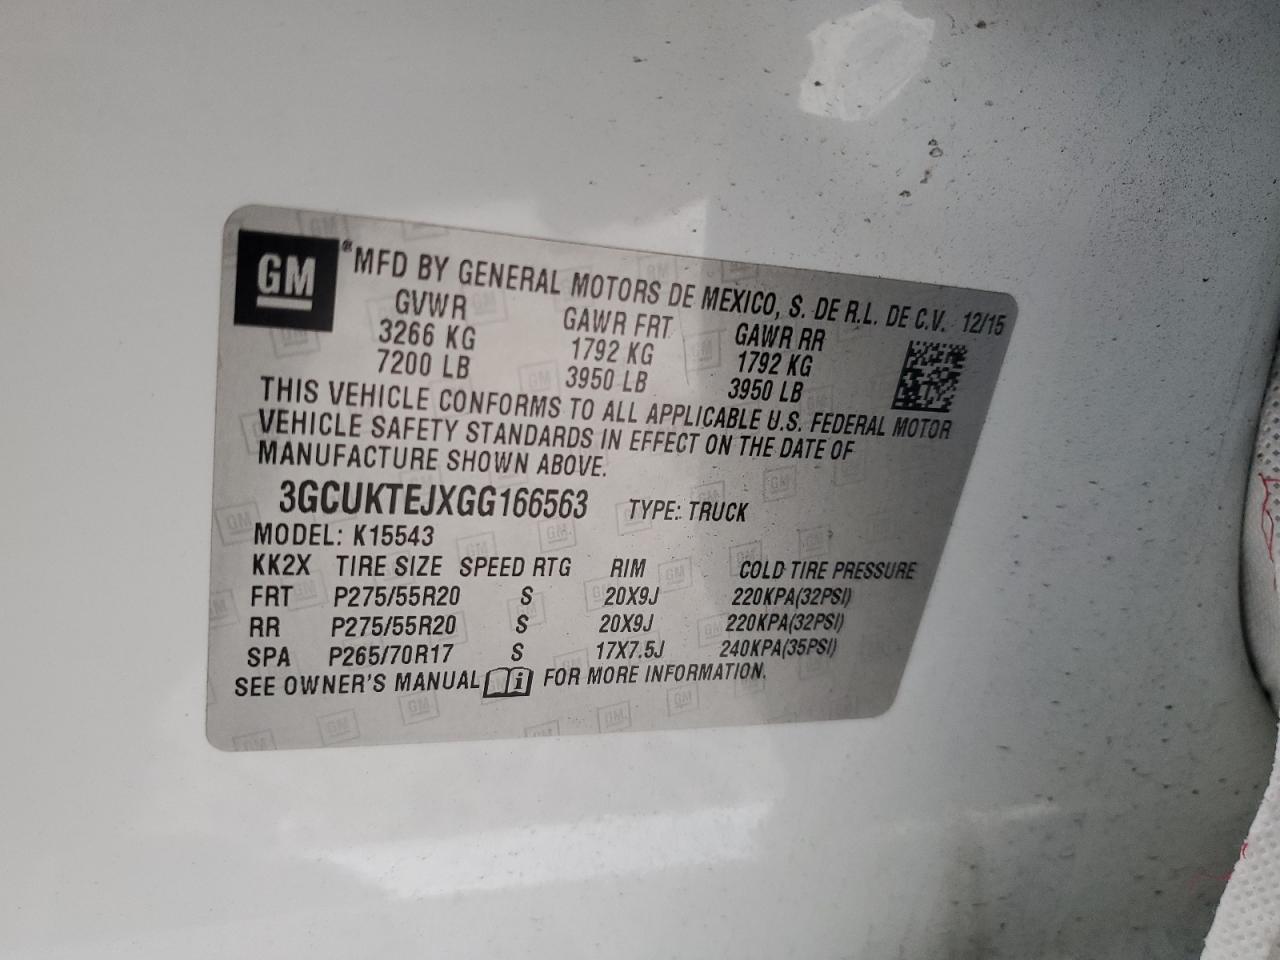 GM ®MFD BY GENERAL MOTORS DE MEXICO, S. DE R.L. DE C.V. 12/15
GVWR GAWR FRT GAWR RR
3266 KG 1792 KG 1792 KG
7200 LB 3950 LB 3950 LB
THIS VEHICLE CONFORMS TO ALL APPLICABLE U.S. FEDERAL MOTOR
VEHICLE SAFETY STANDARDS IN EFFECT ON THE DATE OF
MANUFACTURE SHOWN ABOVE.
3GCUKTEJXGG166563 TYPE: TRUCK
MODEL: K15543
KK2X TIRE SIZE SPEED RTG RIM COLD TIRE PRESSURE
FRT P275/55R20 S 20X9J 220KPA(32PSI)
RR P275/55R20 S 20X9J 220KPA(32PSI)
SPA P265/70R17 S 17X7.5J 240KPA(35PSI)
SEE OWNER'S MANUAL i FOR MORE INFORMATION.